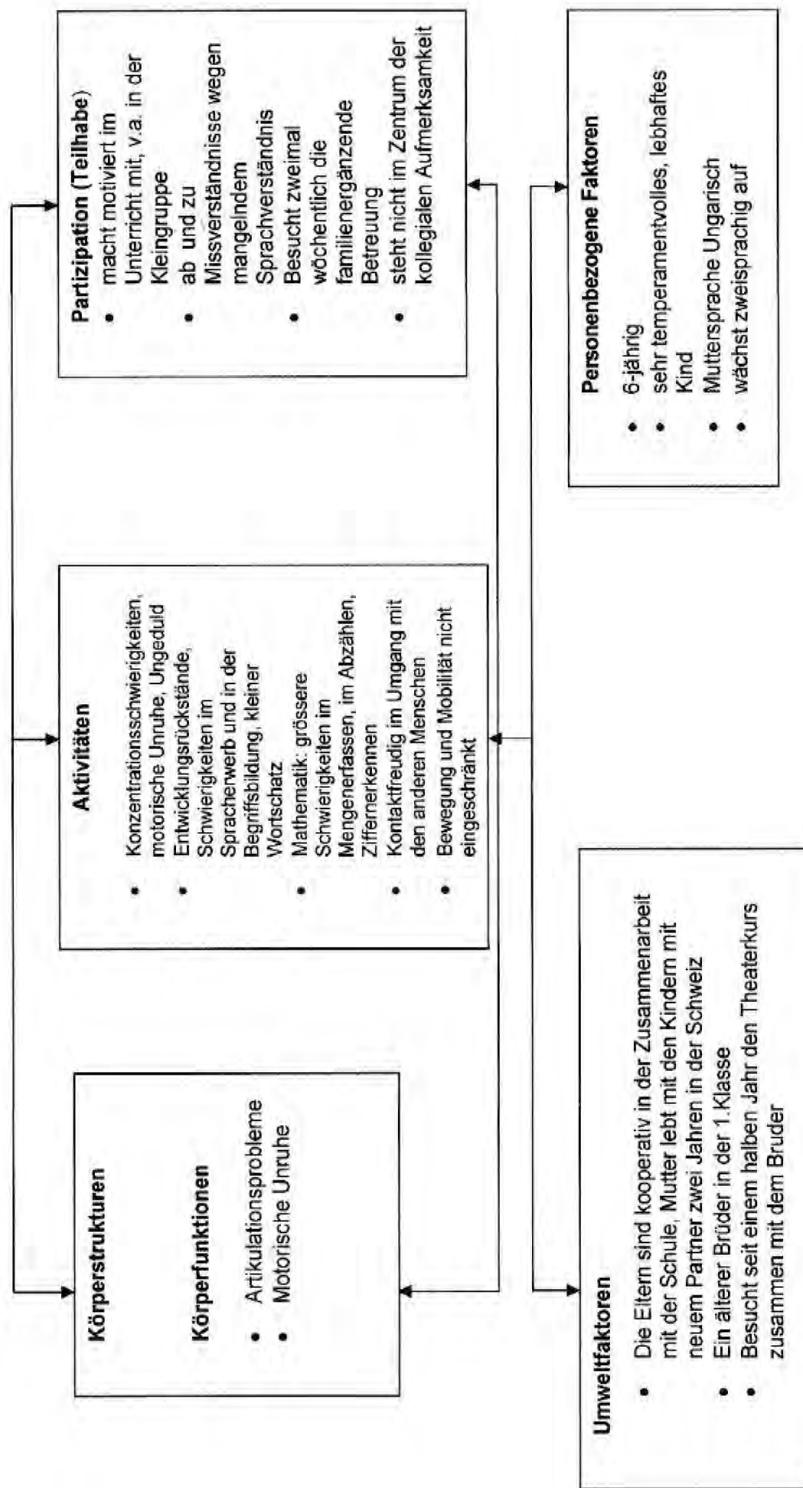 Körperstrukturen
Körperfunktionen
• Artikulationsprobleme
• Motorische Unruhe
Aktivitäten
• Konzentrationsschwierigkeiten,
motorische Unruhe, Ungeduld
• Entwicklungsrückstände,
Schwierigkeiten im
Spracherwerb und in der
Begriffsbildung, kleiner
Wortschatz
• Mathematik: grössere
Schwierigkeiten im
Mengenerfassen, im Abzählen,
Ziffernerkennen
• Kontaktfreudig im Umgang mit
den anderen Menschen
• Bewegung und Mobilität nicht
eingeschränkt
Partizipation (Teilhabe)
• macht motiviert im
Unterricht mit, v.a. in der
Kleingruppe
• ab und zu
Missverständnisse wegen
mangelndem
Sprachverständnis
• Besucht zweimal
wöchentlich die
familienergänzende
Betreuung
• steht nicht im Zentrum der
kollegialen Aufmerksamkeit
Umweltfaktoren
• Die Eltern sind kooperativ in der Zusammenarbeit
mit der Schule, Mutter lebt mit den Kindern mit
neuem Partner zwei Jahren in der Schweiz
• Ein älterer Brüder in der 1.Klasse
• Besucht seit einem halben Jahr den Theaterkurs
zusammen mit dem Bruder
Personenbezogene Faktoren
• 6-jährig
• sehr temperamentvolles, lebhaftes
Kind
• Muttersprache Ungarisch
• wächst zweisprachig auf